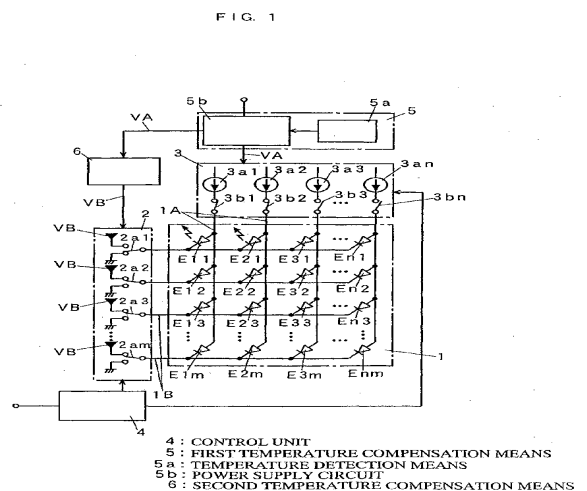 FIG. 1
5b 5a 5
VA
VA
6
3
3a1 3a2 3a3 3an
3b1 3b2 3b3 ... 3bn
VB
1A
2
VB 2a1
E11 E21 E31 ... En1
VB 2a2
E12 E22 E32 ... En2
VB 2a3
E13 E23 E33 ... En3
VB 2am
E1m E2m E3m Enm
1
1B
4
4 : CONTROL UNIT
5 : FIRST TEMPERATURE COMPENSATION MEANS
5a : TEMPERATURE DETECTION MEANS
5b : POWER SUPPLY CIRCUIT
6 : SECOND TEMPERATURE COMPENSATION MEANS